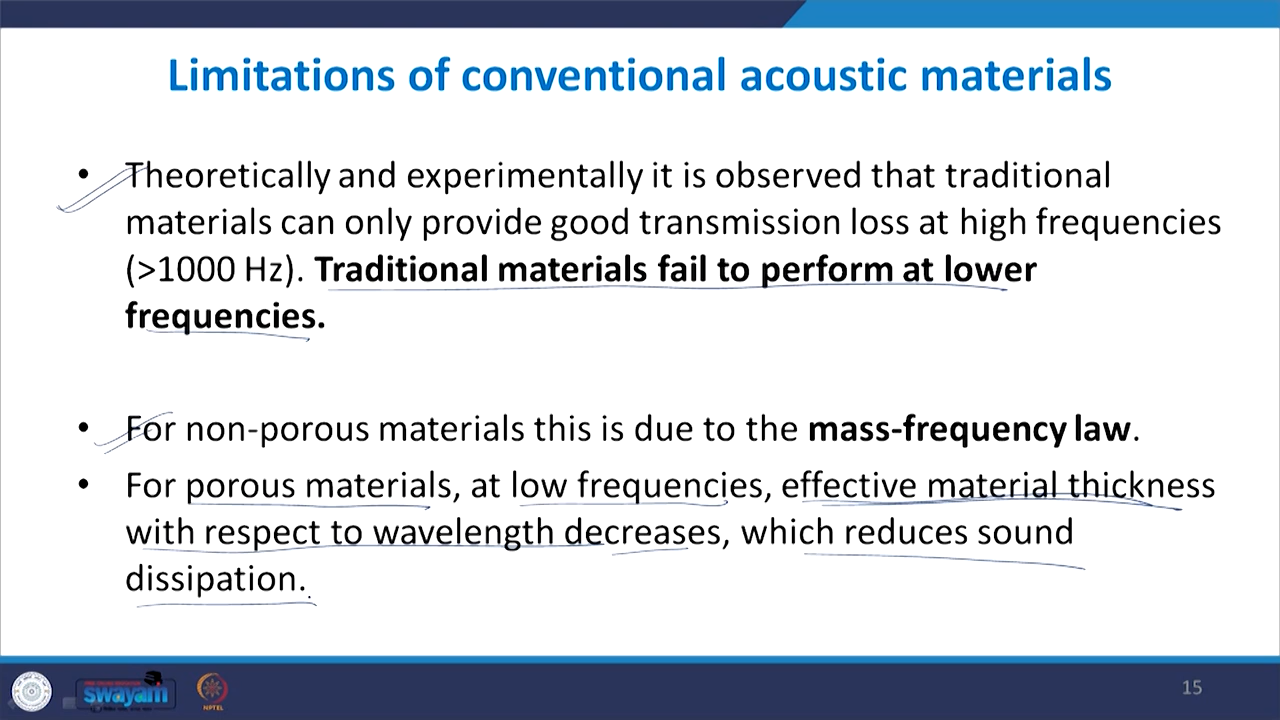 Limitations of conventional acoustic materials
• Theoretically and experimentally it is observed that traditional
materials can only provide good transmission loss at high frequencies
(>1000 Hz). Traditional materials fail to perform at lower
frequencies.
• For non-porous materials this is due to the mass-frequency law.
• For porous materials, at low frequencies, effective material thickness
with respect to wavelength decreases, which reduces sound
dissipation.
swayam
NPTEL
15